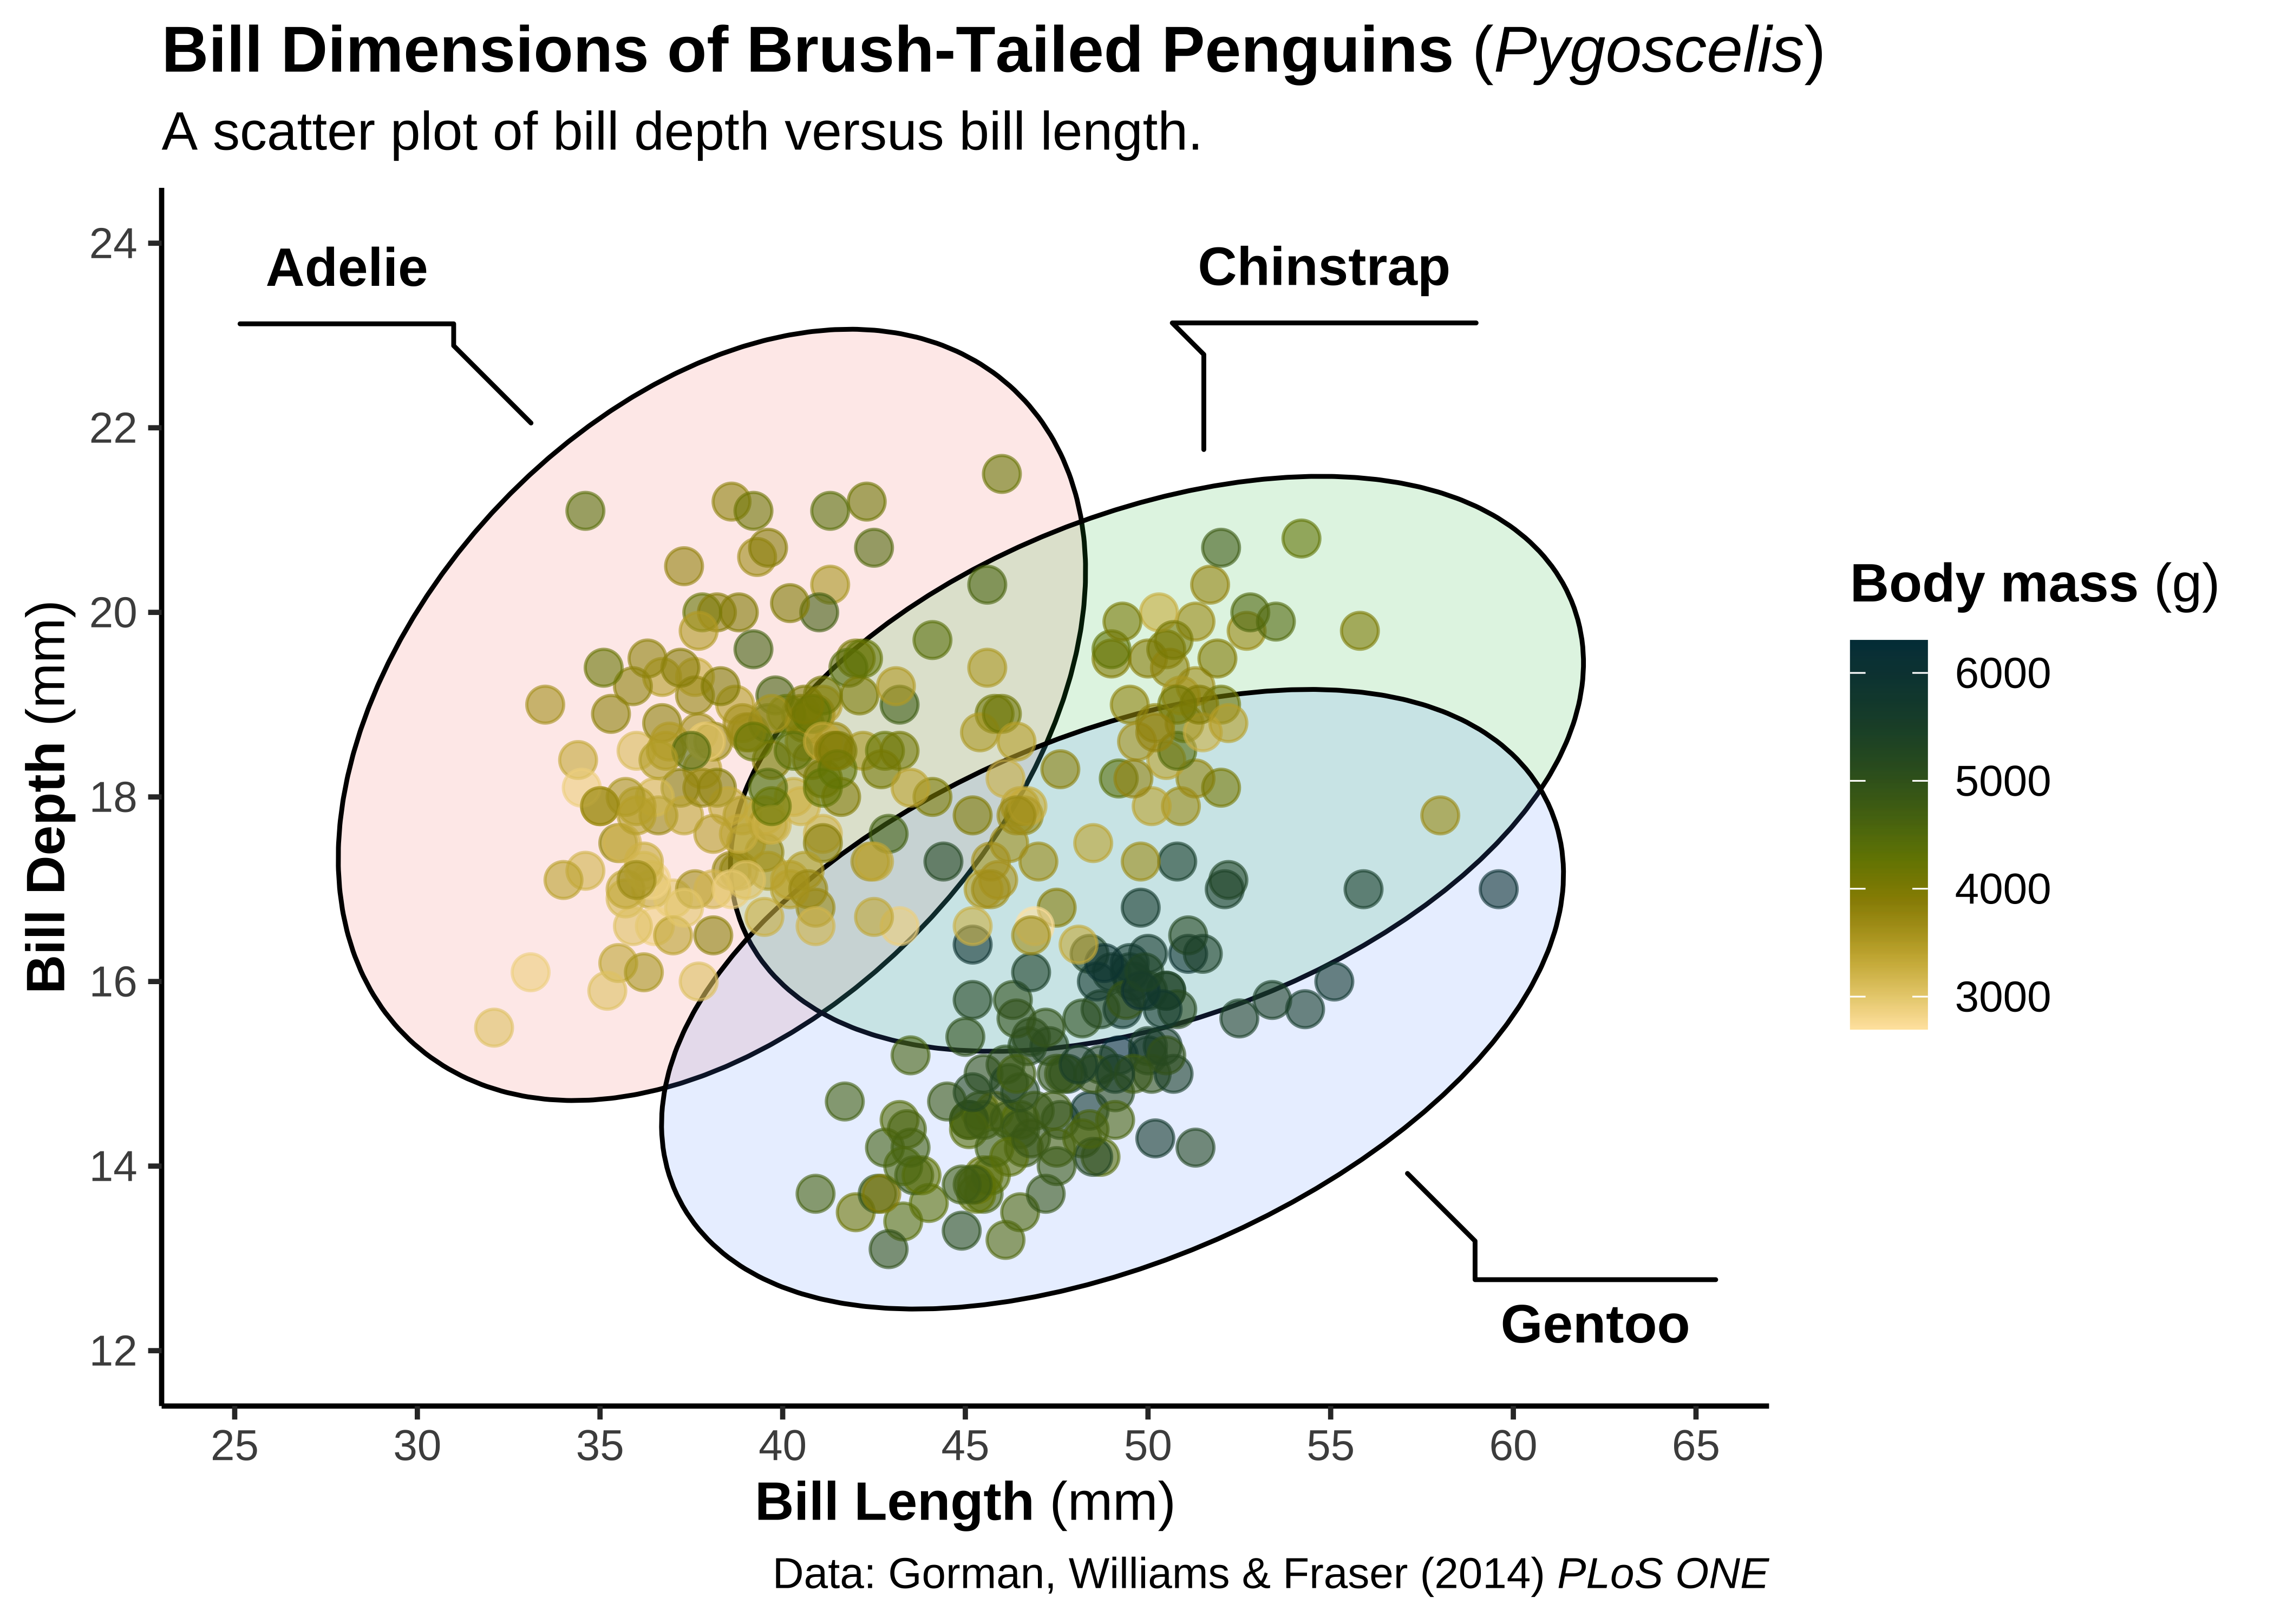 Bill Dimensions of Brush-Tailed Penguins (Pygoscelis)
A scatter plot of bill depth versus bill length.
Adelie
Chinstrap
Gentoo
Bill Depth (mm)
24
22
20
18
16
14
12
25 30 35 40 45 50 55 60 65
Bill Length (mm)
Body mass (g)
6000
5000
4000
3000
Data: Gorman, Williams & Fraser (2014) PLoS ONE